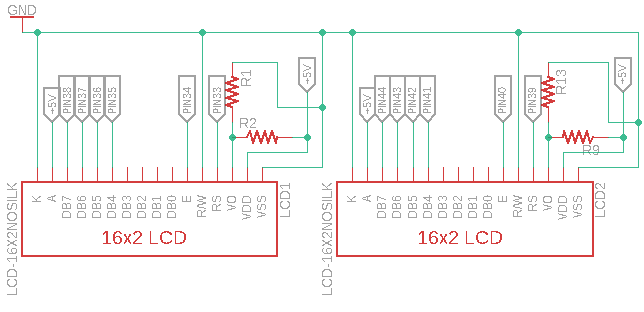 GND
+5V
PIN38
PIN37
PIN36
PIN35
PIN34
PIN33
R1
R2
+5V
+5V
PIN44
PIN43
PIN42
PIN41
PIN40
PIN39
R13
R9
+5V
LCD-16X2NOSILK
K
A
DB7
DB6
DB5
DB4
DB3
DB2
DB1
DB0
E
R/W
RS
VO
VDD
VSS
LCD1
16x2 LCD
LCD-16X2NOSILK
K
A
DB7
DB6
DB5
DB4
DB3
DB2
DB1
DB0
E
R/W
RS
VO
VDD
VSS
LCD2
16x2 LCD